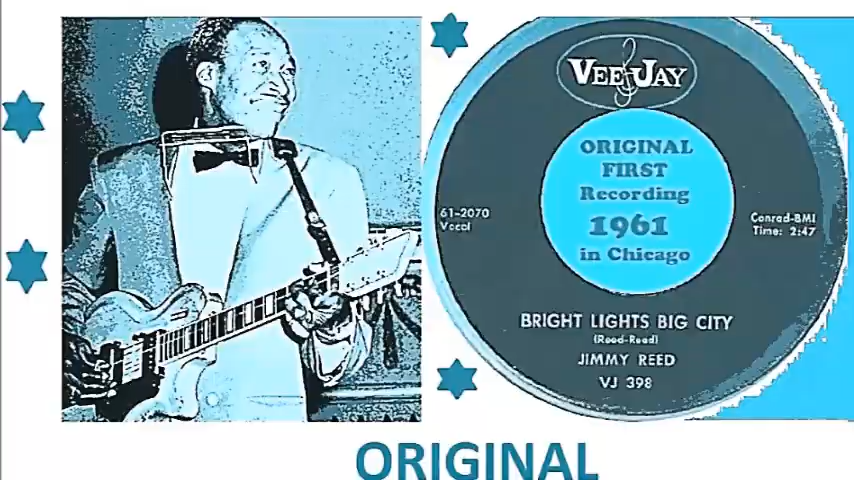 VEE JAY
ORIGINAL
FIRST
Recording
1961
in Chicago
61-2070
Vocal
Conrad-BMI
Time: 2:47
BRIGHT LIGHTS BIG CITY
(Reed-Reed)
JIMMY REED
VJ 398
ORIGINAL